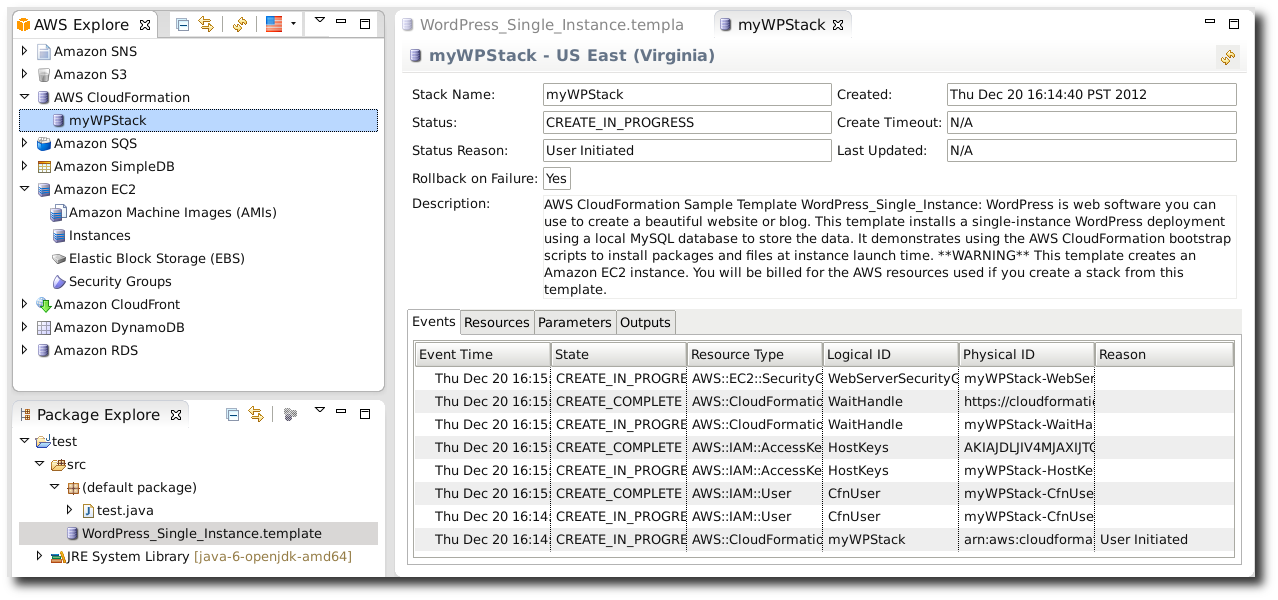 AWS Explore
Amazon SNS
Amazon S3
AWS CloudFormation
myWPStack
Amazon SQS
Amazon SimpleDB
Amazon EC2
Amazon Machine Images (AMIs)
Instances
Elastic Block Storage (EBS)
Security Groups
Amazon CloudFront
Amazon DynamoDB
Amazon RDS
Package Explore
test
src
(default package)
test.java
WordPress_Single_Instance.template
JRE System Library [java-6-openjdk-amd64]
WordPress_Single_Instance.templa myWPStack
myWPStack - US East (Virginia)
Stack Name: myWPStack Created: Thu Dec 20 16:14:40 PST 2012
Status: CREATE_IN_PROGRESS Create Timeout: N/A
Status Reason: User Initiated Last Updated: N/A
Rollback on Failure: Yes
Description: AWS CloudFormation Sample Template WordPress_Single_Instance: WordPress is web software you can
use to create a beautiful website or blog. This template installs a single-instance WordPress deployment
using a local MySQL database to store the data. It demonstrates using the AWS CloudFormation bootstrap
scripts to install packages and files at instance launch time. **WARNING** This template creates an
Amazon EC2 instance. You will be billed for the AWS resources used if you create a stack from this
template.
Events Resources Parameters Outputs
Event Time State Resource Type Logical ID Physical ID Reason
Thu Dec 20 16:15: CREATE_IN_PROGRE AWS::EC2::SecurityG WebServerSecurityG myWPStack-WebSer
Thu Dec 20 16:15: CREATE_COMPLETE AWS::CloudFormatic WaitHandle https://cloudformati
Thu Dec 20 16:15: CREATE_IN_PROGRE AWS::CloudFormatic WaitHandle myWPStack-WaitHa
Thu Dec 20 16:15: CREATE_COMPLETE AWS::IAM::AccessKe HostKeys AKIAJDLJIV4MJAXIJTC
Thu Dec 20 16:15: CREATE_IN_PROGRE AWS::IAM::AccessKe HostKeys myWPStack-HostKe
Thu Dec 20 16:15: CREATE_COMPLETE AWS::IAM::User CfnUser myWPStack-CfnUse
Thu Dec 20 16:14: CREATE_IN_PROGRE AWS::IAM::User CfnUser myWPStack-CfnUse
Thu Dec 20 16:14: CREATE_IN_PROGRE AWS::CloudFormatic myWPStack arn:aws:cloudforma User Initiated